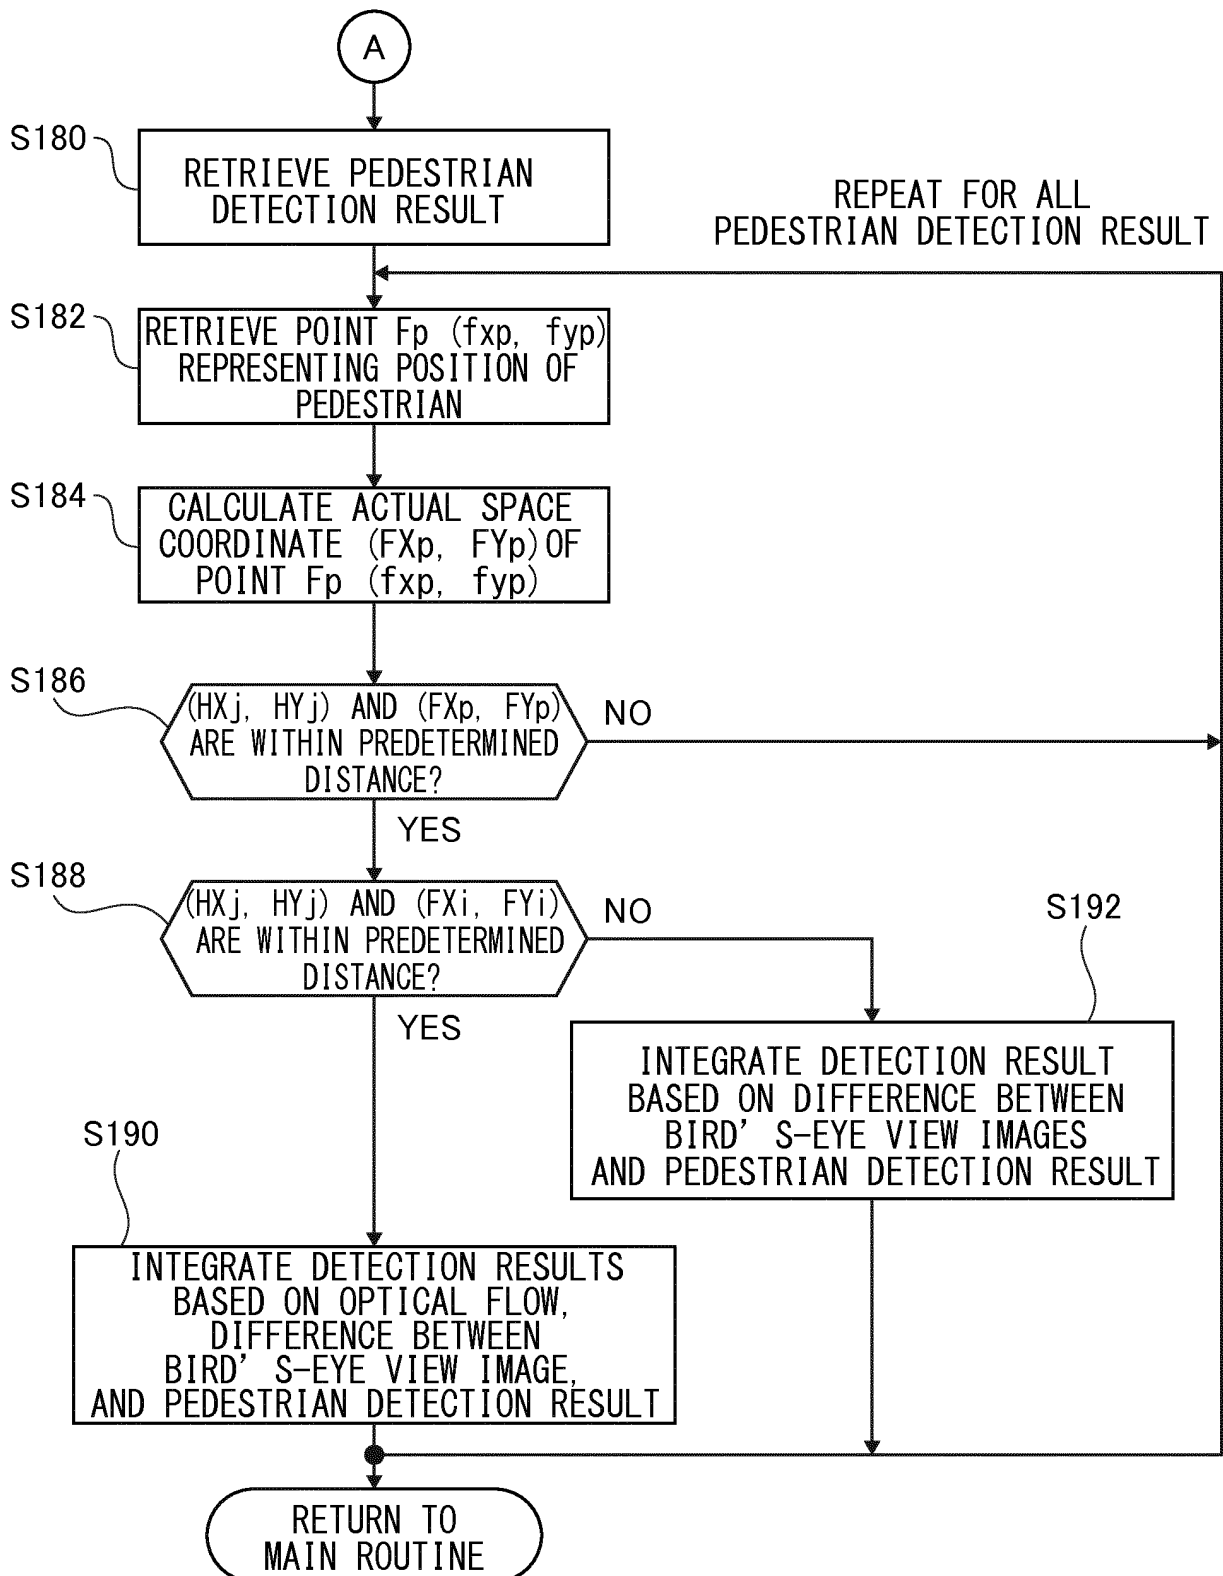 A
S180
RETRIEVE PEDESTRIAN
DETECTION RESULT
REPEAT FOR ALL
PEDESTRIAN DETECTION RESULT
S182
RETRIEVE POINT Fp (fxp, fyp)
REPRESENTING POSITION OF
PEDESTRIAN
S184
CALCULATE ACTUAL SPACE
COORDINATE (FXp, FYp) OF
POINT Fp (fxp, fyp)
S186
(HXj, HYj) AND (FXp, FYp)
ARE WITHIN PREDETERMINED
DISTANCE?
NO
YES
S188
(HXj, HYj) AND (FXi, FYi)
ARE WITHIN PREDETERMINED
DISTANCE?
NO
YES
S192
INTEGRATE DETECTION RESULT
BASED ON DIFFERENCE BETWEEN
BIRD' S-EYE VIEW IMAGES
AND PEDESTRIAN DETECTION RESULT
S190
INTEGRATE DETECTION RESULTS
BASED ON OPTICAL FLOW,
DIFFERENCE BETWEEN
BIRD' S-EYE VIEW IMAGE,
AND PEDESTRIAN DETECTION RESULT
RETURN TO
MAIN ROUTINE